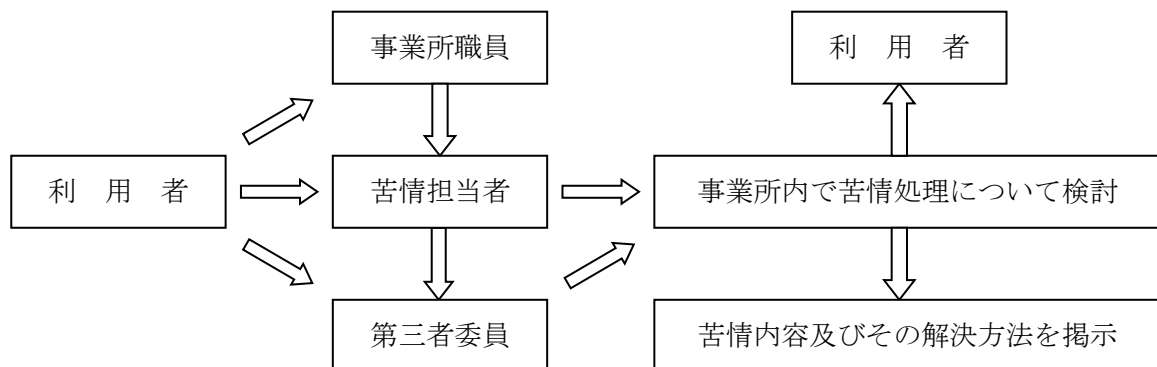 事業所職員
利　用　者
利　用　者
苦情担当者
事業所内で苦情処理について検討
第三者委員
苦情内容及びその解決方法を掲示